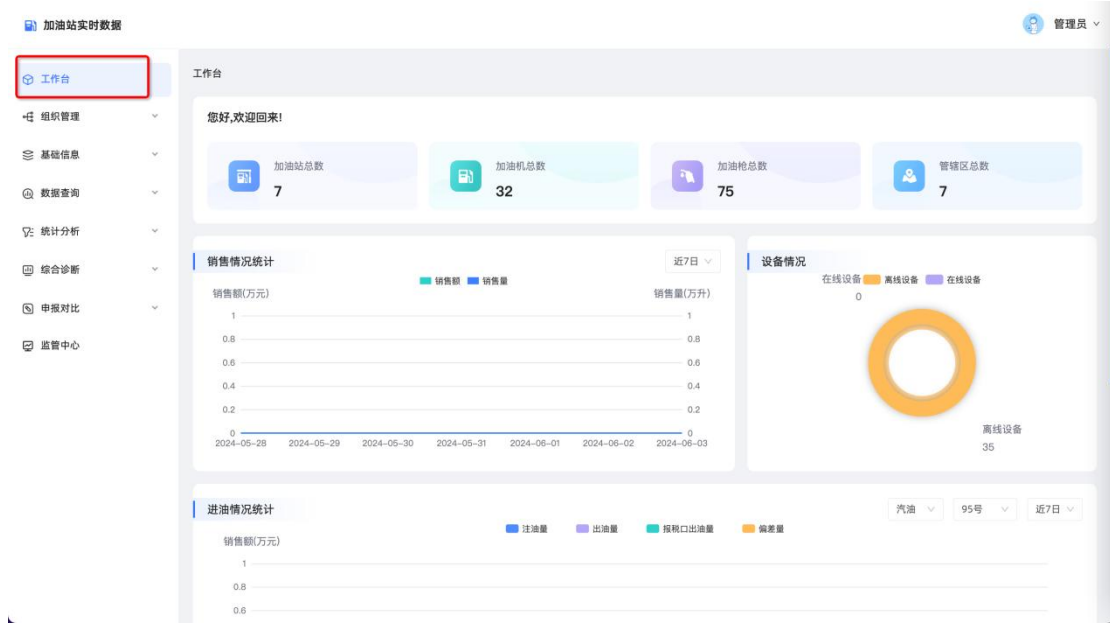 加油站实时数据
管理员
工作台
组织管理
基础信息
数据查询
统计分析
综合诊断
申报对比
监管中心
工作台
您好,欢迎回来!
加油站总数
7
加油机总数
32
加油枪总数
75
管辖区总数
7
销售情况统计
近7日
销售额 销售量
销售额(万元) 销售量(万升)
1 1
0.8 0.8
0.6 0.6
0.4 0.4
0.2 0.2
0 0
2024-05-28 2024-05-29 2024-05-30 2024-05-31 2024-06-01 2024-06-02 2024-06-03
设备情况
在线设备 离线设备 在线设备
0
离线设备
35
进油情况统计
汽油 95号 近7日
注油量 出油量 报税口出油量 偏差量
销售额(万元)
1
0.8
0.6